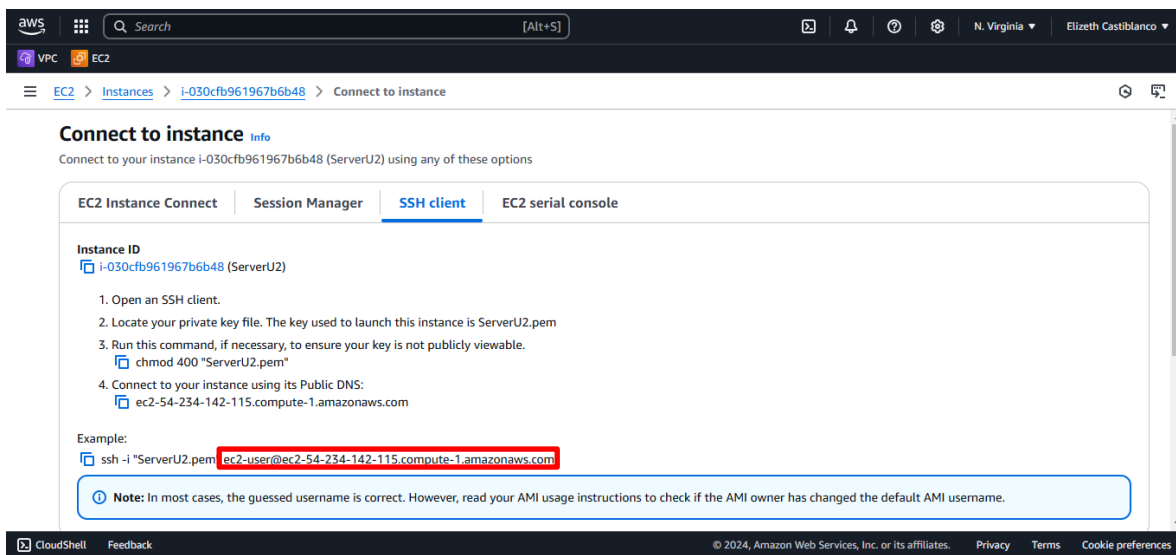 aws Search [Alt+S] N. Virginia ▼ Elizeth Castiblanco ▼
VPC EC2
EC2 > Instances > i-030cfb961967b6b48 > Connect to instance
Connect to instance Info
Connect to your instance i-030cfb961967b6b48 (ServerU2) using any of these options
EC2 Instance Connect Session Manager SSH client EC2 serial console
Instance ID
i-030cfb961967b6b48 (ServerU2)
1. Open an SSH client.
2. Locate your private key file. The key used to launch this instance is ServerU2.pem
3. Run this command, if necessary, to ensure your key is not publicly viewable.
chmod 400 "ServerU2.pem"
4. Connect to your instance using its Public DNS:
ec2-54-234-142-115.compute-1.amazonaws.com
Example:
ssh -i "ServerU2.pem ec2-user@ec2-54-234-142-115.compute-1.amazonaws.com
Note: In most cases, the guessed username is correct. However, read your AMI usage instructions to check if the AMI owner has changed the default AMI username.
CloudShell Feedback © 2024, Amazon Web Services, Inc. or its affiliates. Privacy Terms Cookie preferences